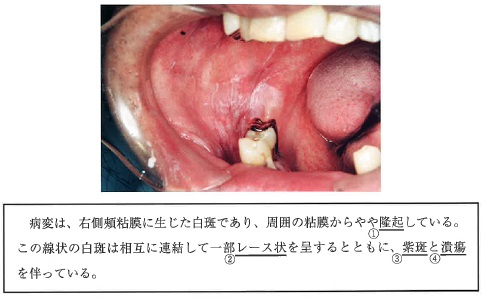 病変は、右側頰粘膜に生じた白斑であり、周囲の粘膜からやや隆起している。
①
この線状の白斑は相互に連結して一部レース状を呈するとともに、紫斑と潰瘍
② ③ ④
を伴っている。